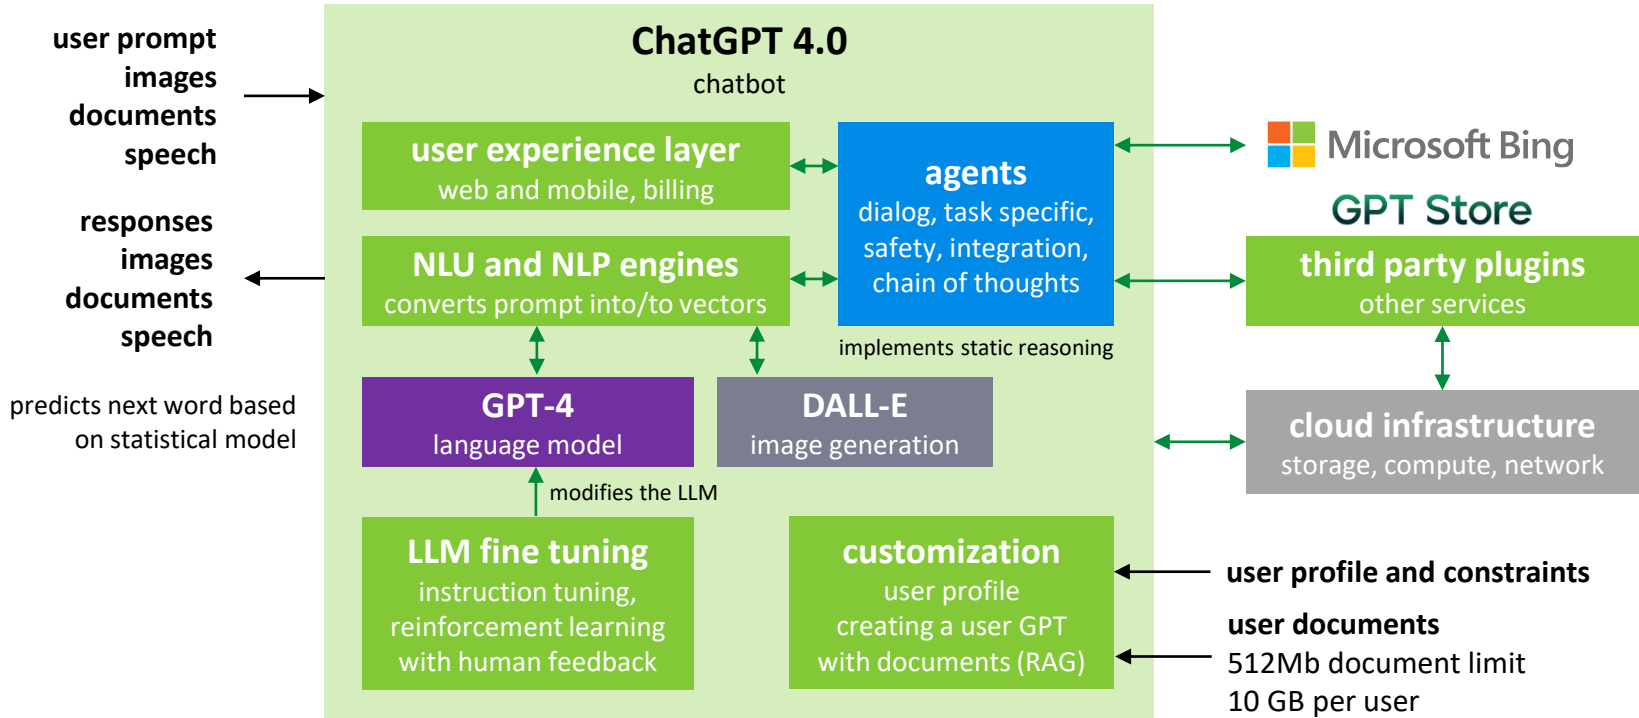 user prompt
images
documents
speech
responses
images
documents
speech
predicts next word based
on statistical model
ChatGPT 4.0
chatbot
user experience layer
web and mobile, billing
NLU and NLP engines
converts prompt into/to vectors
agents
dialog, task specific,
safety, integration,
chain of thoughts
implements static reasoning
GPT-4
language model
DALL-E
image generation
modifies the LLM
LLM fine tuning
instruction tuning,
reinforcement learning
with human feedback
customization
user profile
creating a user GPT
with documents (RAG)
Microsoft Bing
GPT Store
third party plugins
other services
cloud infrastructure
storage, compute, network
user profile and constraints
user documents
512Mb document limit
10 GB per user